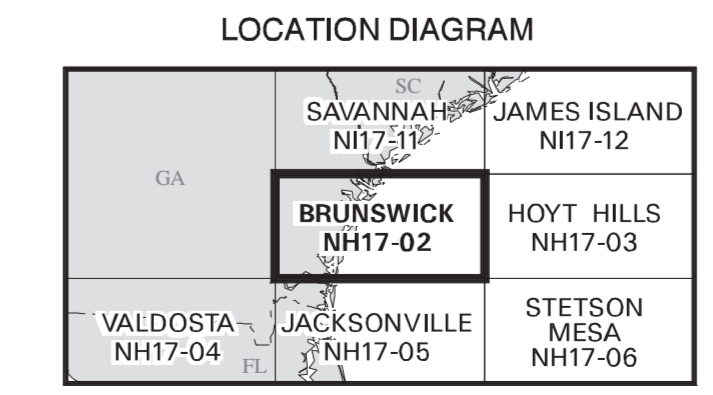 LOCATION DIAGRAM
SC
SAVANNAH
NI17-11
JAMES ISLAND
NI17-12
GA
BRUNSWICK
NH17-02
HOYT HILLS
NH17-03
VALDOSTA
NH17-04
FL
JACKSONVILLE
NH17-05
STETSON
MESA
NH17-06